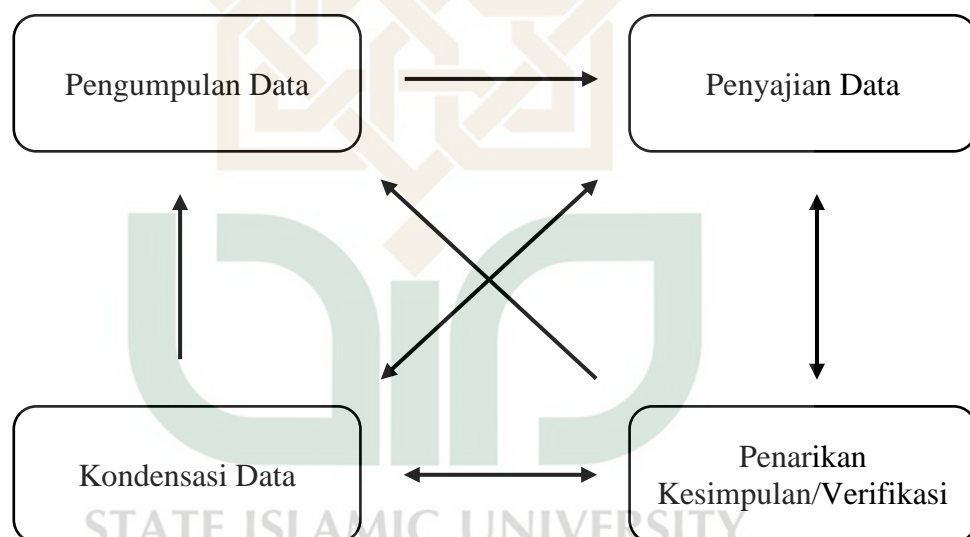 Pengumpulan Data
Penyajian Data
Kondensasi Data
Penarikan
Kesimpulan/Verifikasi
STATE ISLAMIC UNIVERSITY